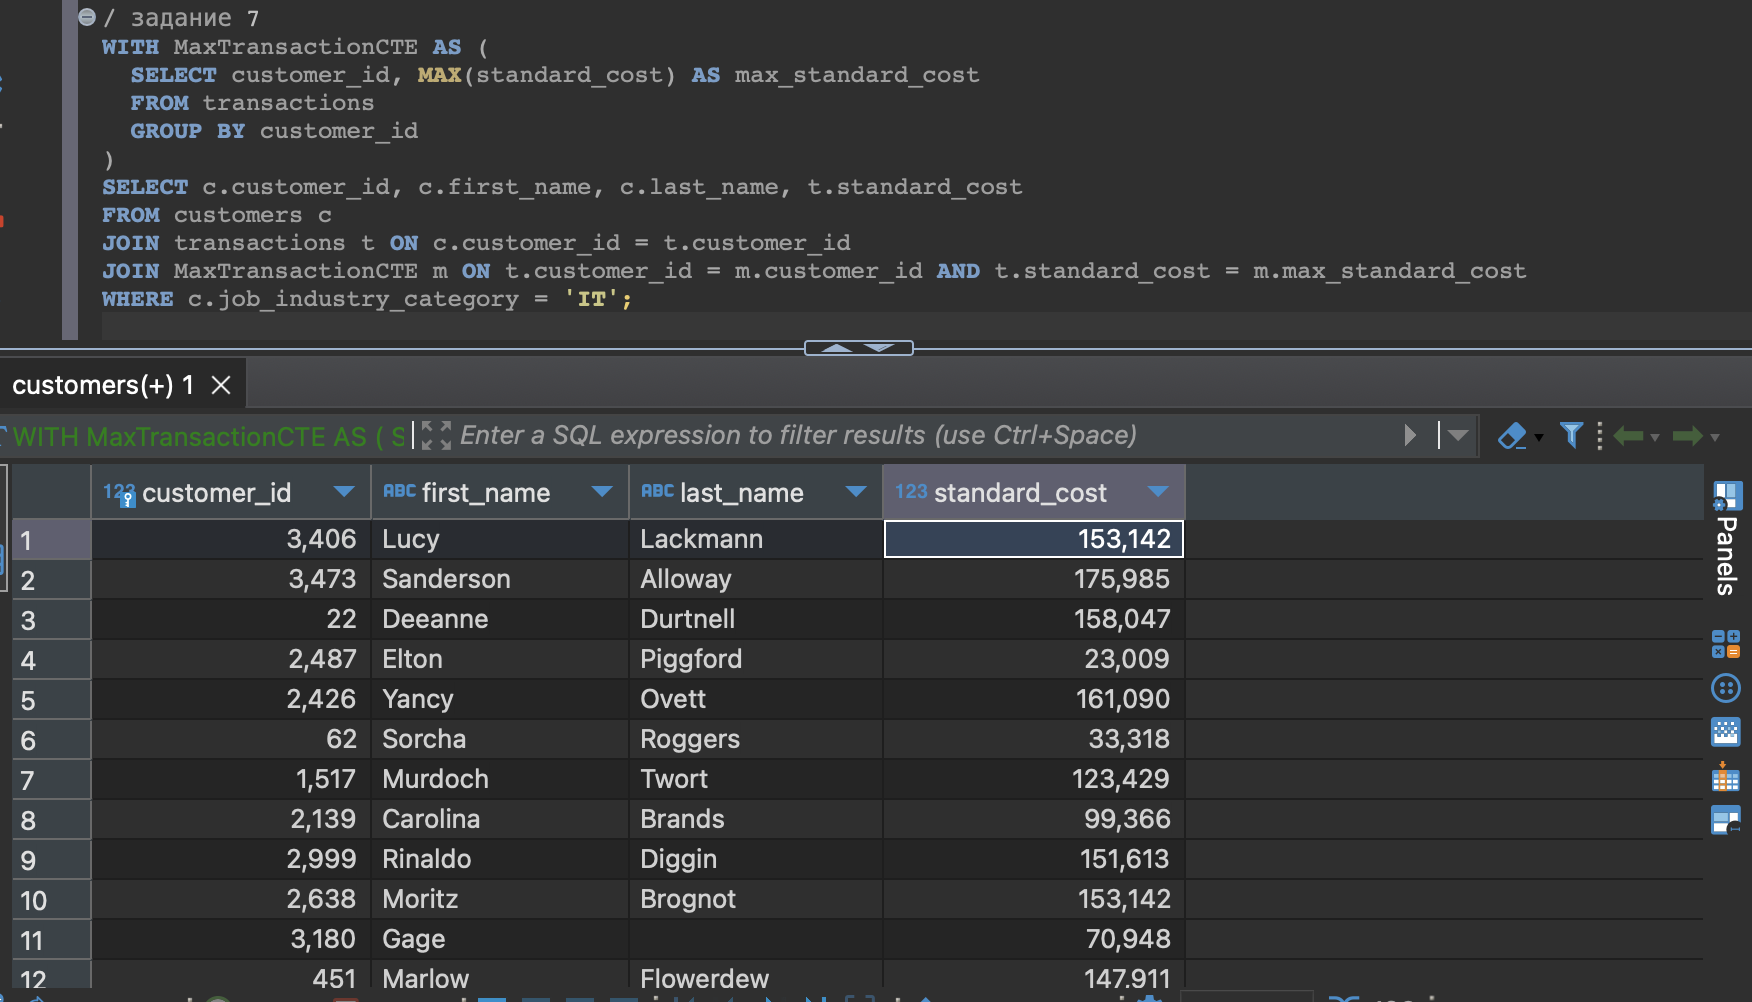 / задание 7
WITH MaxTransactionCTE AS (
SELECT customer_id, MAX(standard_cost) AS max_standard_cost
FROM transactions
GROUP BY customer_id
)
SELECT c.customer_id, c.first_name, c.last_name, t.standard_cost
FROM customers c
JOIN transactions t ON c.customer_id = t.customer_id
JOIN MaxTransactionCTE m ON t.customer_id = m.customer_id AND t.standard_cost = m.max_standard_cost
WHERE c.job_industry_category = 'IT';
customers(+) 1
WITH MaxTransactionCTE AS ( S Enter a SQL expression to filter results (use Ctrl+Space)
123 customer_id ABC first_name ABC last_name 123 standard_cost
1 3,406 Lucy Lackmann 153,142
2 3,473 Sanderson Alloway 175,985
3 22 Deeanne Durtnell 158,047
4 2,487 Elton Piggford 23,009
5 2,426 Yancy Ovett 161,090
6 62 Sorcha Roggers 33,318
7 1,517 Murdoch Twort 123,429
8 2,139 Carolina Brands 99,366
9 2,999 Rinaldo Diggin 151,613
10 2,638 Moritz Brognot 153,142
11 3,180 Gage 70,948
12 451 Marlow Flowerdew 147,911
Panels